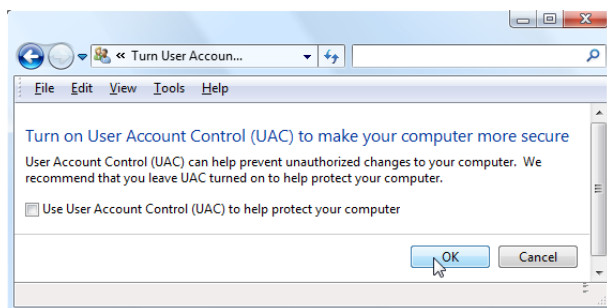 « Turn User Accoun...
File Edit View Tools Help
Turn on User Account Control (UAC) to make your computer more secure
User Account Control (UAC) can help prevent unauthorized changes to your computer. We
recommend that you leave UAC turned on to help protect your computer.
Use User Account Control (UAC) to help protect your computer
OK Cancel